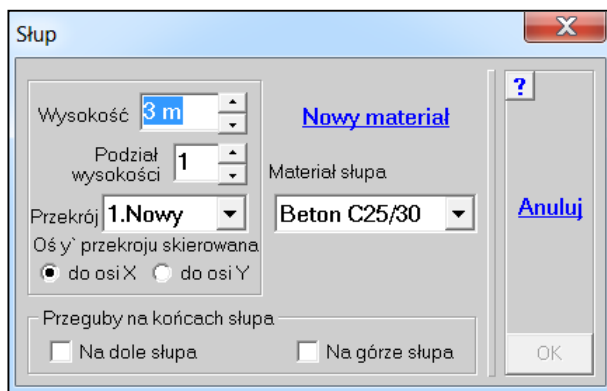 Słup
X
Wysokość 3 m
Nowy materiał
?
Podział
wysokości 1
Materiał słupa
Przekrój 1.Nowy
Beton C25/30
Anuluj
Oś y` przekroju skierowana
do osi X do osi Y
Przeguby na końcach słupa
Na dole słupa Na górze słupa
OK